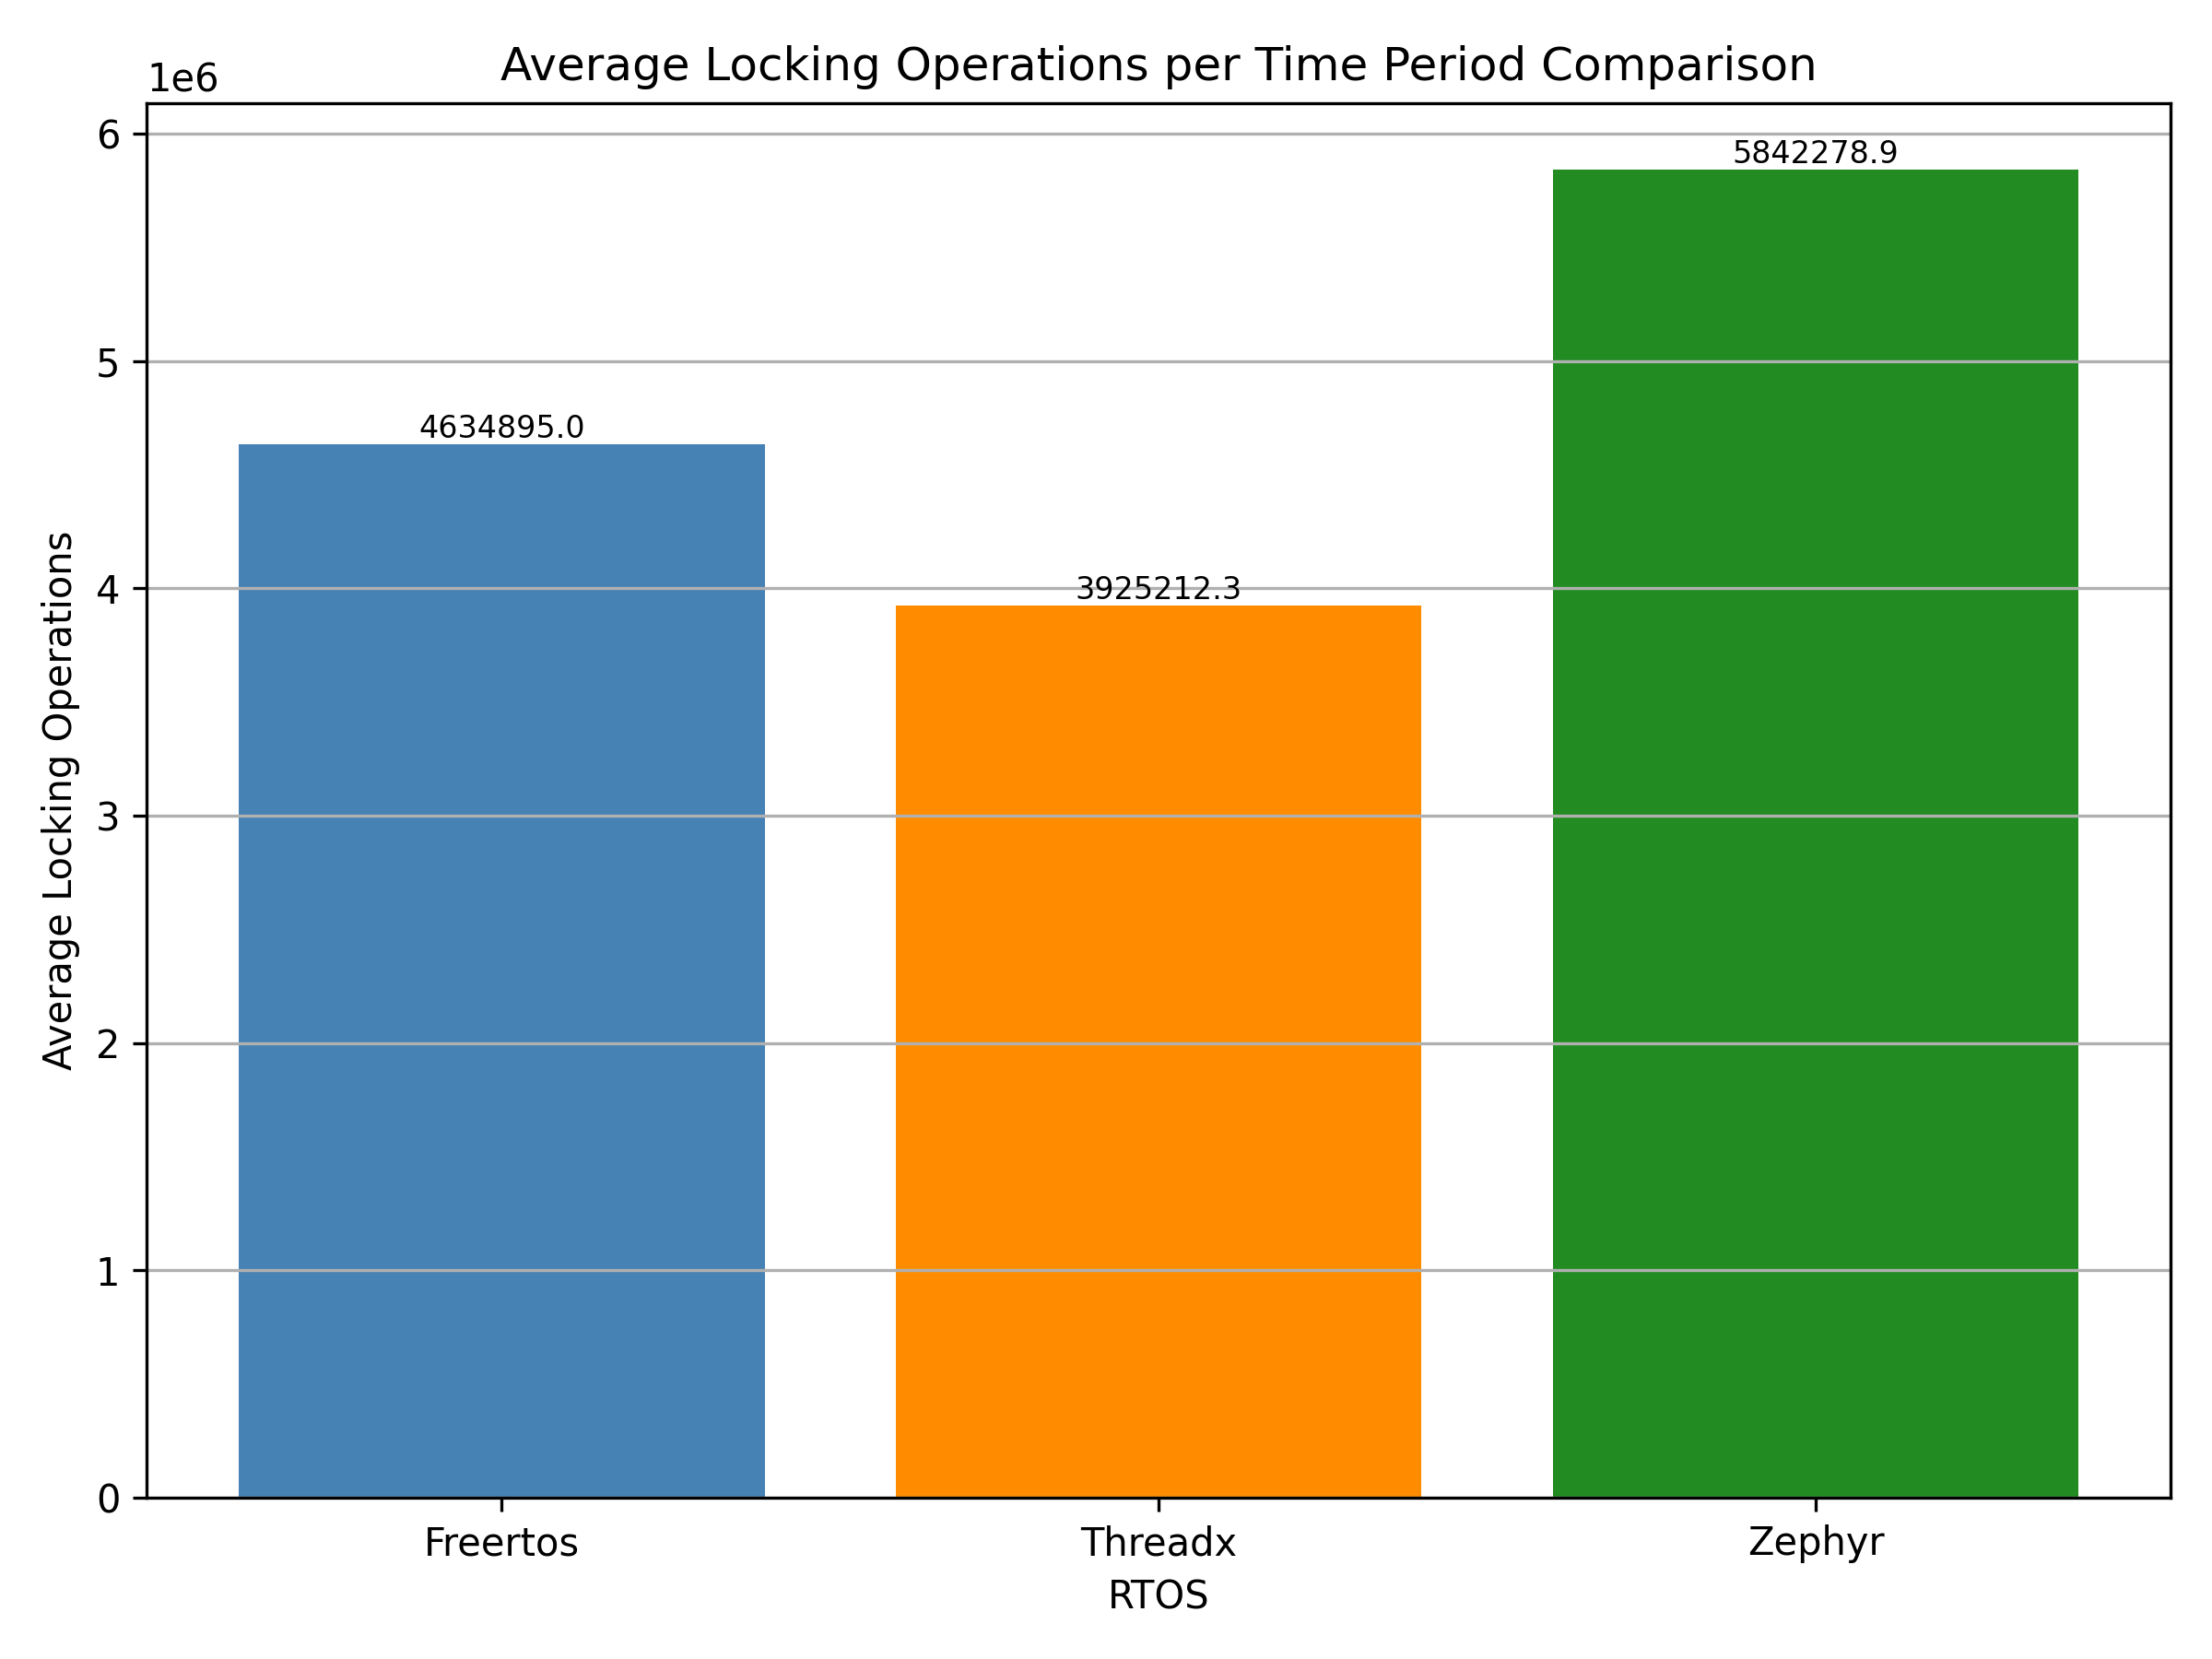 Average Locking Operations per Time Period Comparison
1e6
6
5
4
3
2
1
0
Average Locking Operations
4634895.0
3925212.3
5842278.9
Freertos
Threadx
Zephyr
RTOS